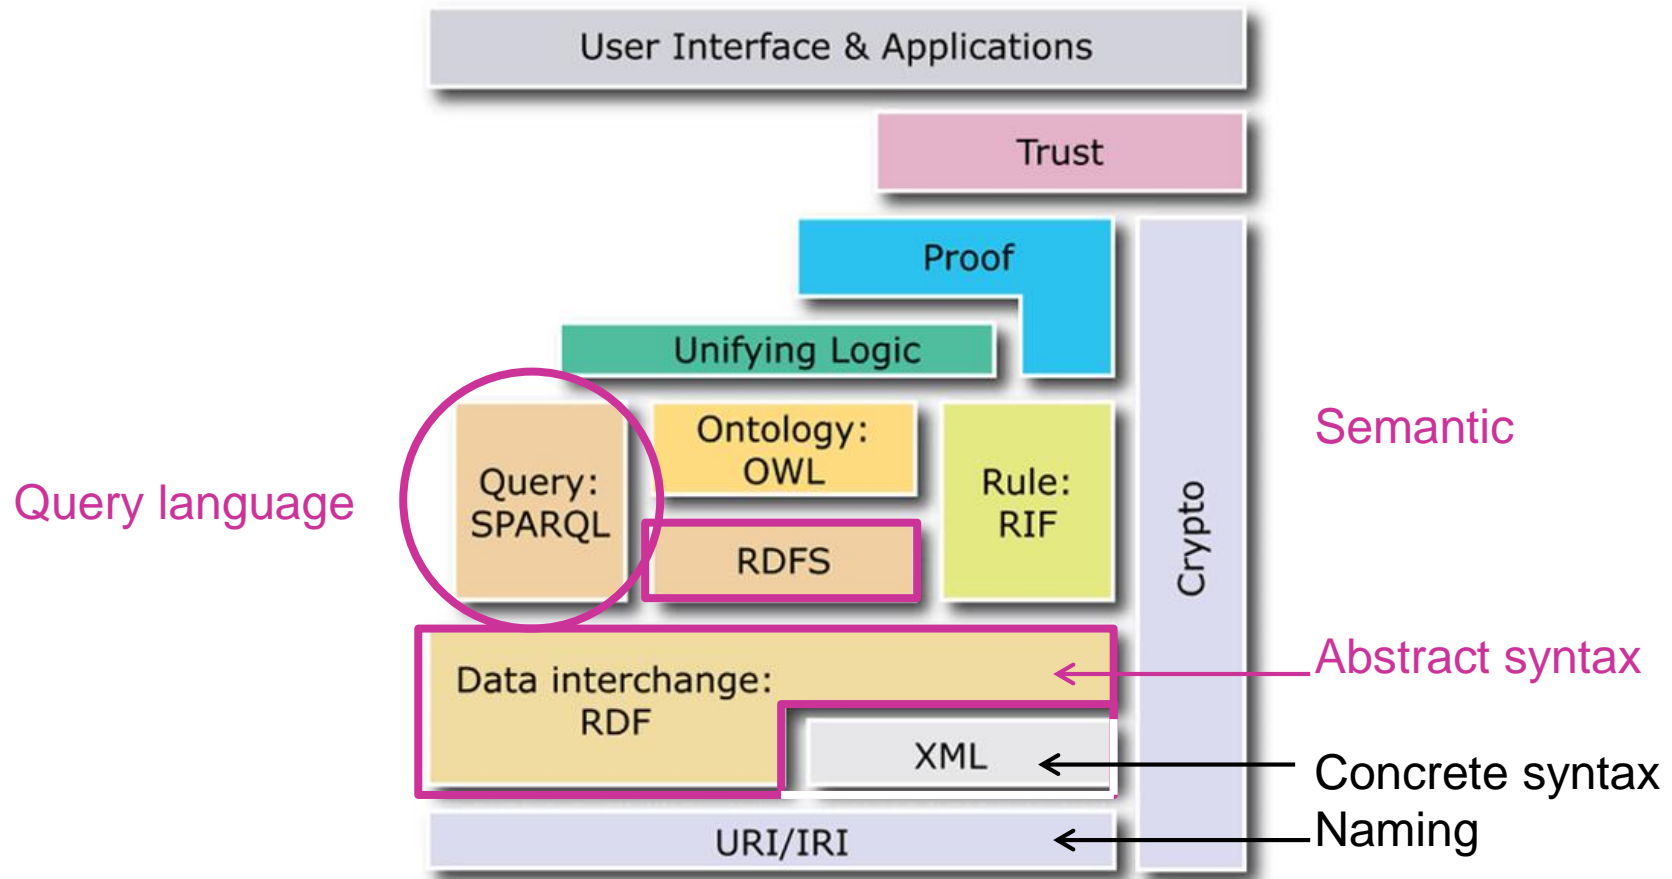 User Interface & Applications
Trust
Proof
Unifying Logic
Ontology:
OWL
Semantic
Query language
Query:
SPARQL
Rule:
RIF
RDFS
Crypto
Abstract syntax
Data interchange:
RDF
XML
Concrete syntax
Naming
URI/IRI